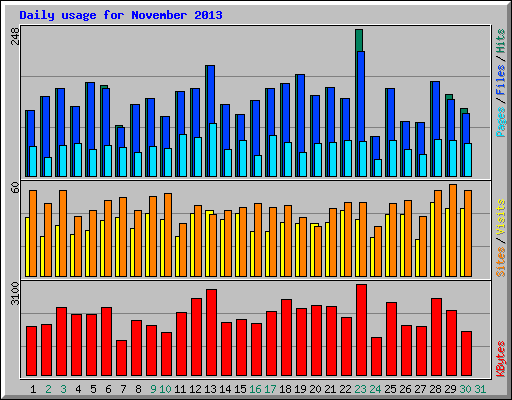 Daily usage for November 2013
248
Pages / Files / Hits
60
Sites / Visits
3100
KBytes
1 2 3 4 5 6 7 8 9 10 11 12 13 14 15 16 17 18 19 20 21 22 23 24 25 26 27 28 29 30 31